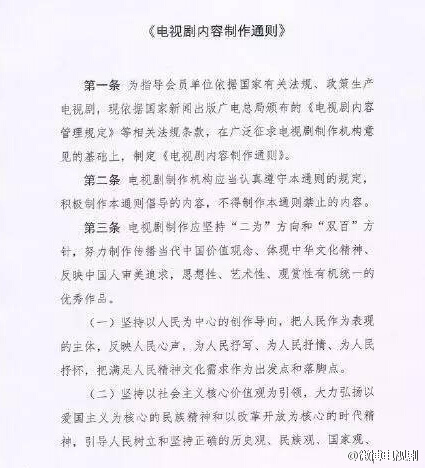 《电视剧内容制作通则》
第一条 为指导会员单位依据国家有关法规、政策生产
电视剧，现依据国家新闻出版广电总局颁布的《电视剧内容
管理规定》等相关法规条款，在广泛征求电视剧制作机构意
见的基础上，制定《电视剧内容制作通则》。
第二条 电视剧制作机构应当认真遵守本通则的规定，
积极制作本通则倡导的内容，不得制作本通则禁止的内容。
第三条 电视剧制作应坚持“二为”方向和“双百”方
针，努力制作传播当代中国价值观念、体现中华文化精神、
反映中国人审美追求，思想性、艺术性、观赏性有机统一的
优秀作品。
（一）坚持以人民为中心的创作导向，把人民作为表现
的主体，反映人民心声，为人民抒写、为人民抒情、为人民
抒怀，把满足人民精神文化需求作为出发点和落脚点。
（二）坚持以社会主义核心价值观为引领，大力弘扬以
爱国主义为核心的民族精神和以改革开放为核心的时代精
神，引导人民树立和坚持正确的历史观、民族观、国家观、